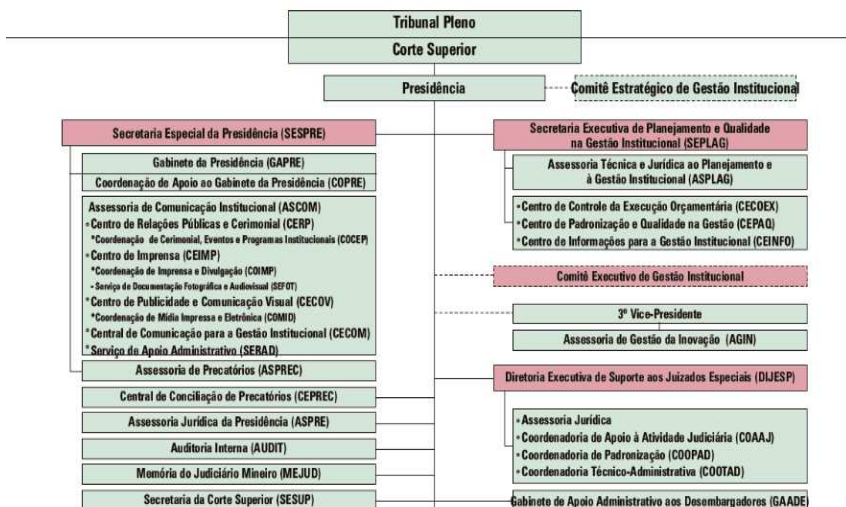 Tribunal Pleno
Corte Superior
Presidência
Comitê Estratégico de Gestão Institucional
Secretaria Especial da Presidência (SESPRE)
Gabinete da Presidência (GAPRE)
Coordenação de Apoio ao Gabinete da Presidência (COPRE)
Assessoria de Comunicação Institucional (ASCOM)
• Centro de Relações Públicas e Cerimonial (CERP)
*Coordenação de Cerimonial, Eventos e Programas Institucionais (COCEP)
• Centro de Imprensa (CEIMP)
*Coordenação de Imprensa e Divulgação (COIMP)
- Serviço de Documentação Fotográfica e Audiovisual (SEFOT)
* Centro de Publicidade e Comunicação Visual (CECOV)
*Coordenação de Mídia Impressa e Eletrônica (COMID)
* Central de Comunicação para a Gestão Institucional (CECOM)
* Serviço de Apoio Administrativo (SERAD)
Assessoria de Precatórios (ASPREC)
Central de Conciliação de Precatórios (CEPREC)
Assessoria Jurídica da Presidência (ASPRE)
Auditoria Interna (AUDIT)
Memória do Judiciário Mineiro (MEJUD)
Secretaria da Corte Superior (SESUP)
Secretaria Executiva de Planejamento e Qualidade
na Gestão Institucional (SEPLAG)
Assessoria Técnica e Jurídica ao Planejamento e
à Gestão Institucional (ASPLAG)
• Centro de Controle da Execução Orçamentária (CECOEX)
• Centro de Padronização e Qualidade na Gestão (CEPAQ)
• Centro de Informações para a Gestão Institucional (CEINFO)
Comitê Executivo de Gestão Institucional
3º Vice-Presidente
Assessoria de Gestão da Inovação (AGIN)
Diretoria Executiva de Suporte aos Juizados Especiais (DIJESP)
• Assessoria Jurídica
• Coordenadoria de Apoio à Atividade Judiciária (COAAJ)
• Coordenadoria de Padronização (COOPAD)
• Coordenadoria Técnico-Administrativa (COOTAD)
Gabinete de Apoio Administrativo aos Desembargadores (GAADE)